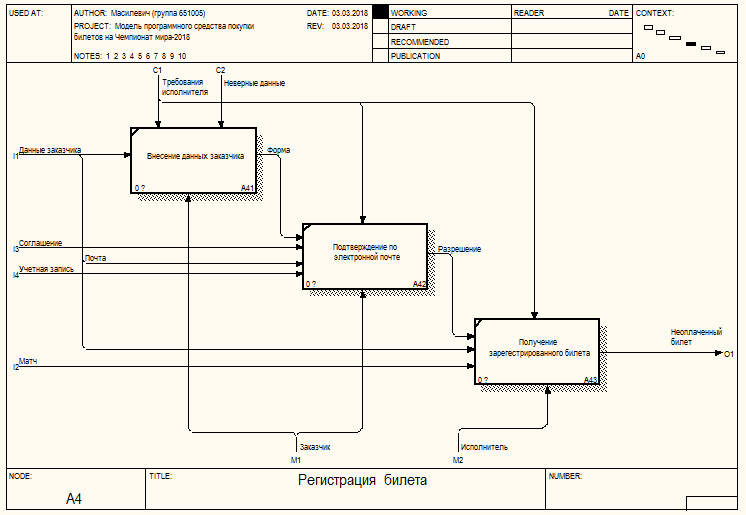 USED AT:
AUTHOR: Масилевич (группа 651005)
DATE: 03.03.2018
PROJECT: Модель программного средства покупки
билетов на Чемпионат мира-2018
REV: 03.03.2018
NOTES: 1 2 3 4 5 6 7 8 9 10
WORKING
DRAFT
RECOMMENDED
PUBLICATION
READER
DATE
CONTEXT:
A0
C1
C2
Требования
исполнителя
Неверные данные
I1
Данные заказчика
Внесение данных заказчика
0 ?
A41
Форма
I3
Соглашение
Почта
I4
Учетная запись
Подтверждение по
электронной почте
0 ?
A42
Разрешение
Получение
зарегестрированного билета
0 ?
A43
Неоплаченный
билет
O1
I2
Матч
Заказчик
M1
Исполнитель
M2
NODE:
A4
TITLE:
Регистрация билета
NUMBER: